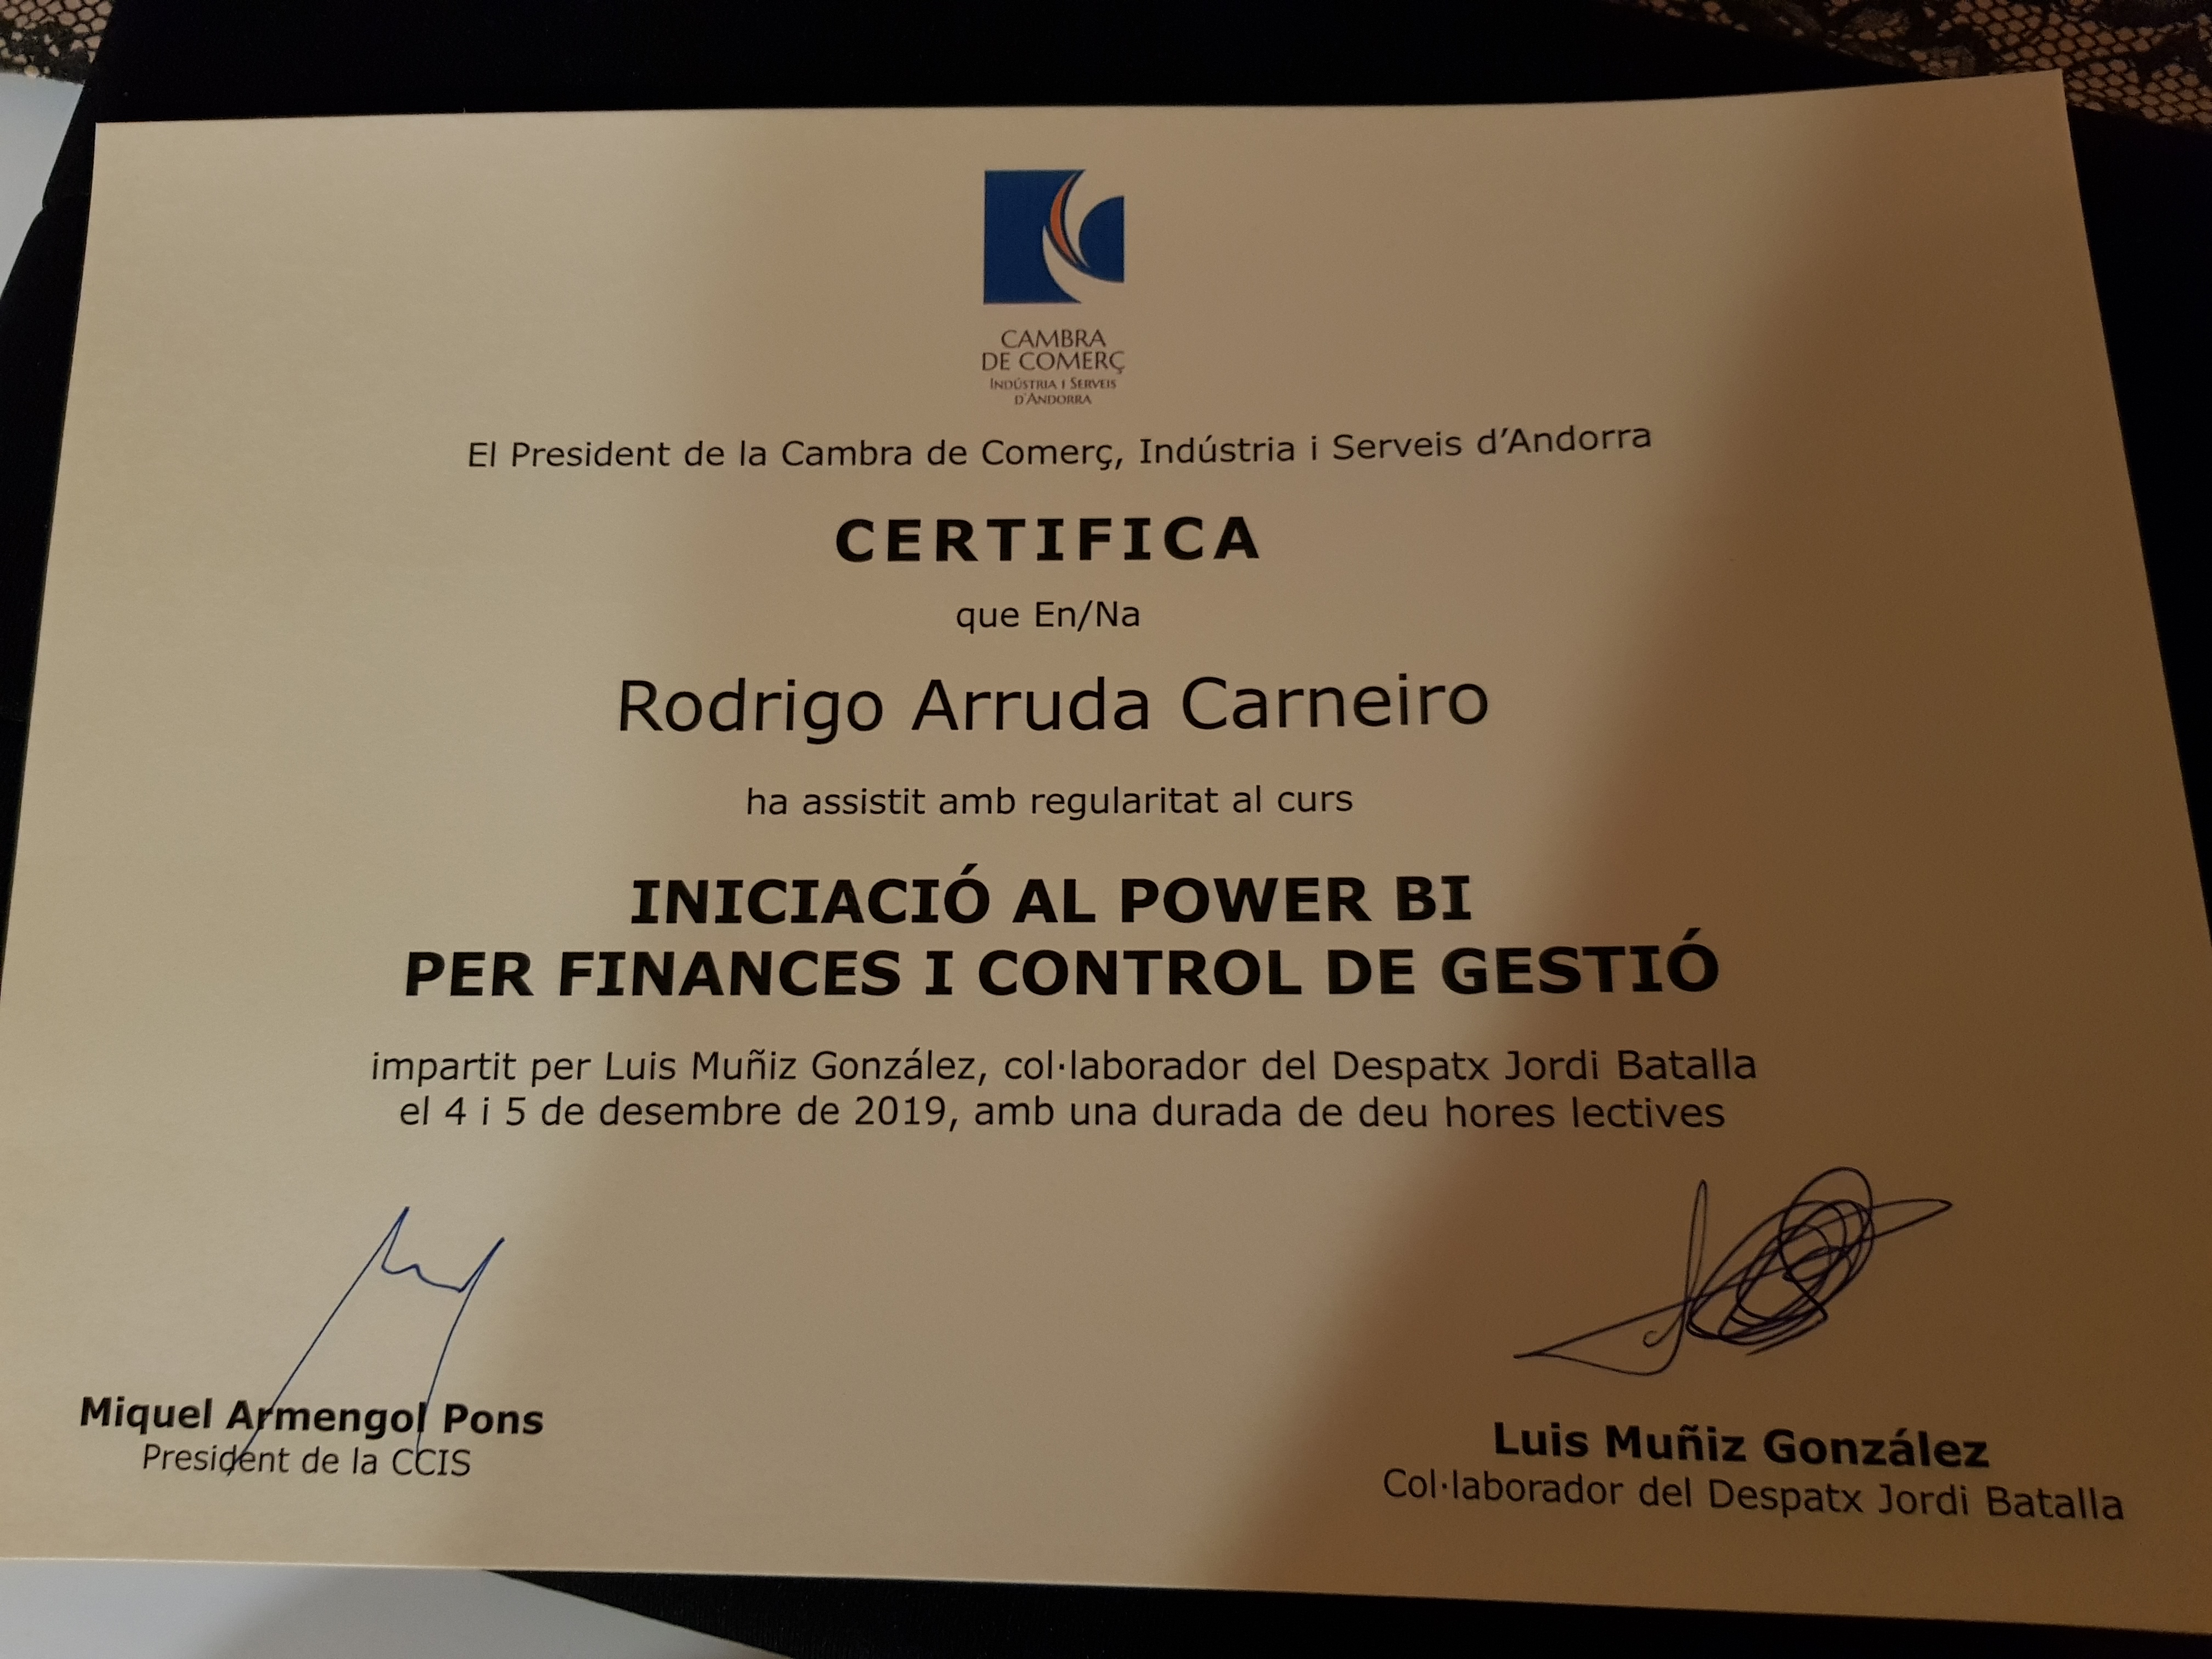 CAMBRA
DE COMERÇ
INDÚSTRIA I SERVEIS
D'ANDORRA
El President de la Cambra de Comerç, Indústria i Serveis d’Andorra
CERTIFICA
que En/Na
Rodrigo Arruda Carneiro
ha assistit amb regularitat al curs
INICIACIÓ AL POWER BI
PER FINANCES I CONTROL DE GESTIÓ
impartit per Luis Muñiz González, col·laborador del Despatx Jordi Batalla
el 4 i 5 de desembre de 2019, amb una durada de deu hores lectives
Miquel Armengol Pons
President de la CCIS
Luis Muñiz González
Col·laborador del Despatx Jordi Batalla